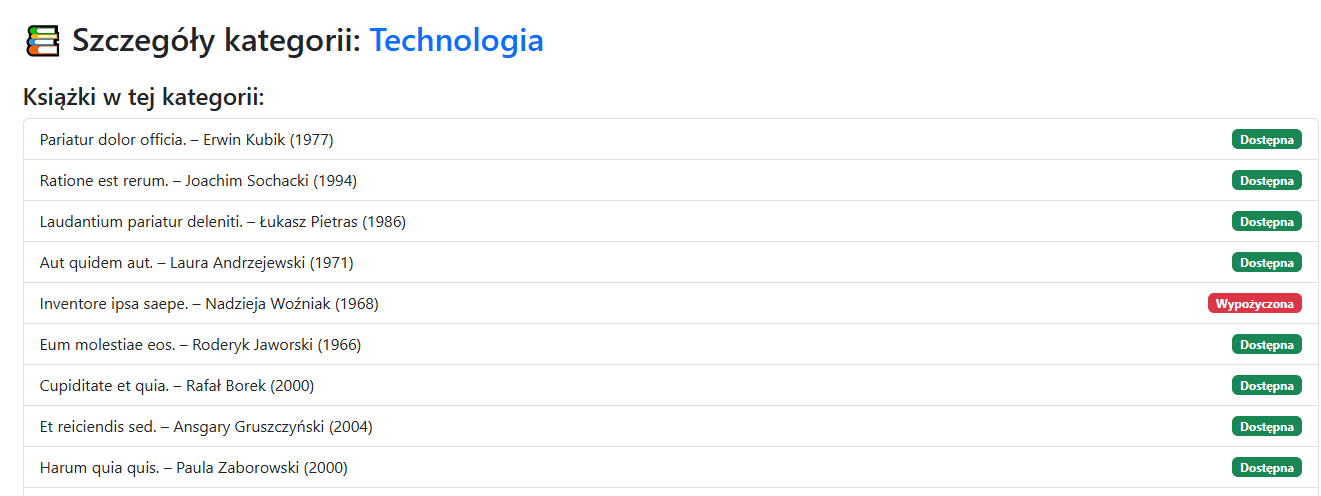 Szczegóły kategorii: Technologia
Książki w tej kategorii:
Pariatur dolor officia. – Erwin Kubik (1977) Dostępna
Ratione est rerum. – Joachim Sochacki (1994) Dostępna
Laudantium pariatur deleniti. – Łukasz Pietras (1986) Dostępna
Aut quidem aut. – Laura Andrzejewski (1971) Dostępna
Inventore ipsa saepe. – Nadzieja Woźniak (1968) Wypożyczona
Eum molestiae eos. – Roderyk Jaworski (1966) Dostępna
Cupiditate et quia. – Rafał Borek (2000) Dostępna
Et reiciendis sed. – Ansgary Gruszczyński (2004) Dostępna
Harum quia quis. – Paula Zaborowski (2000) Dostępna